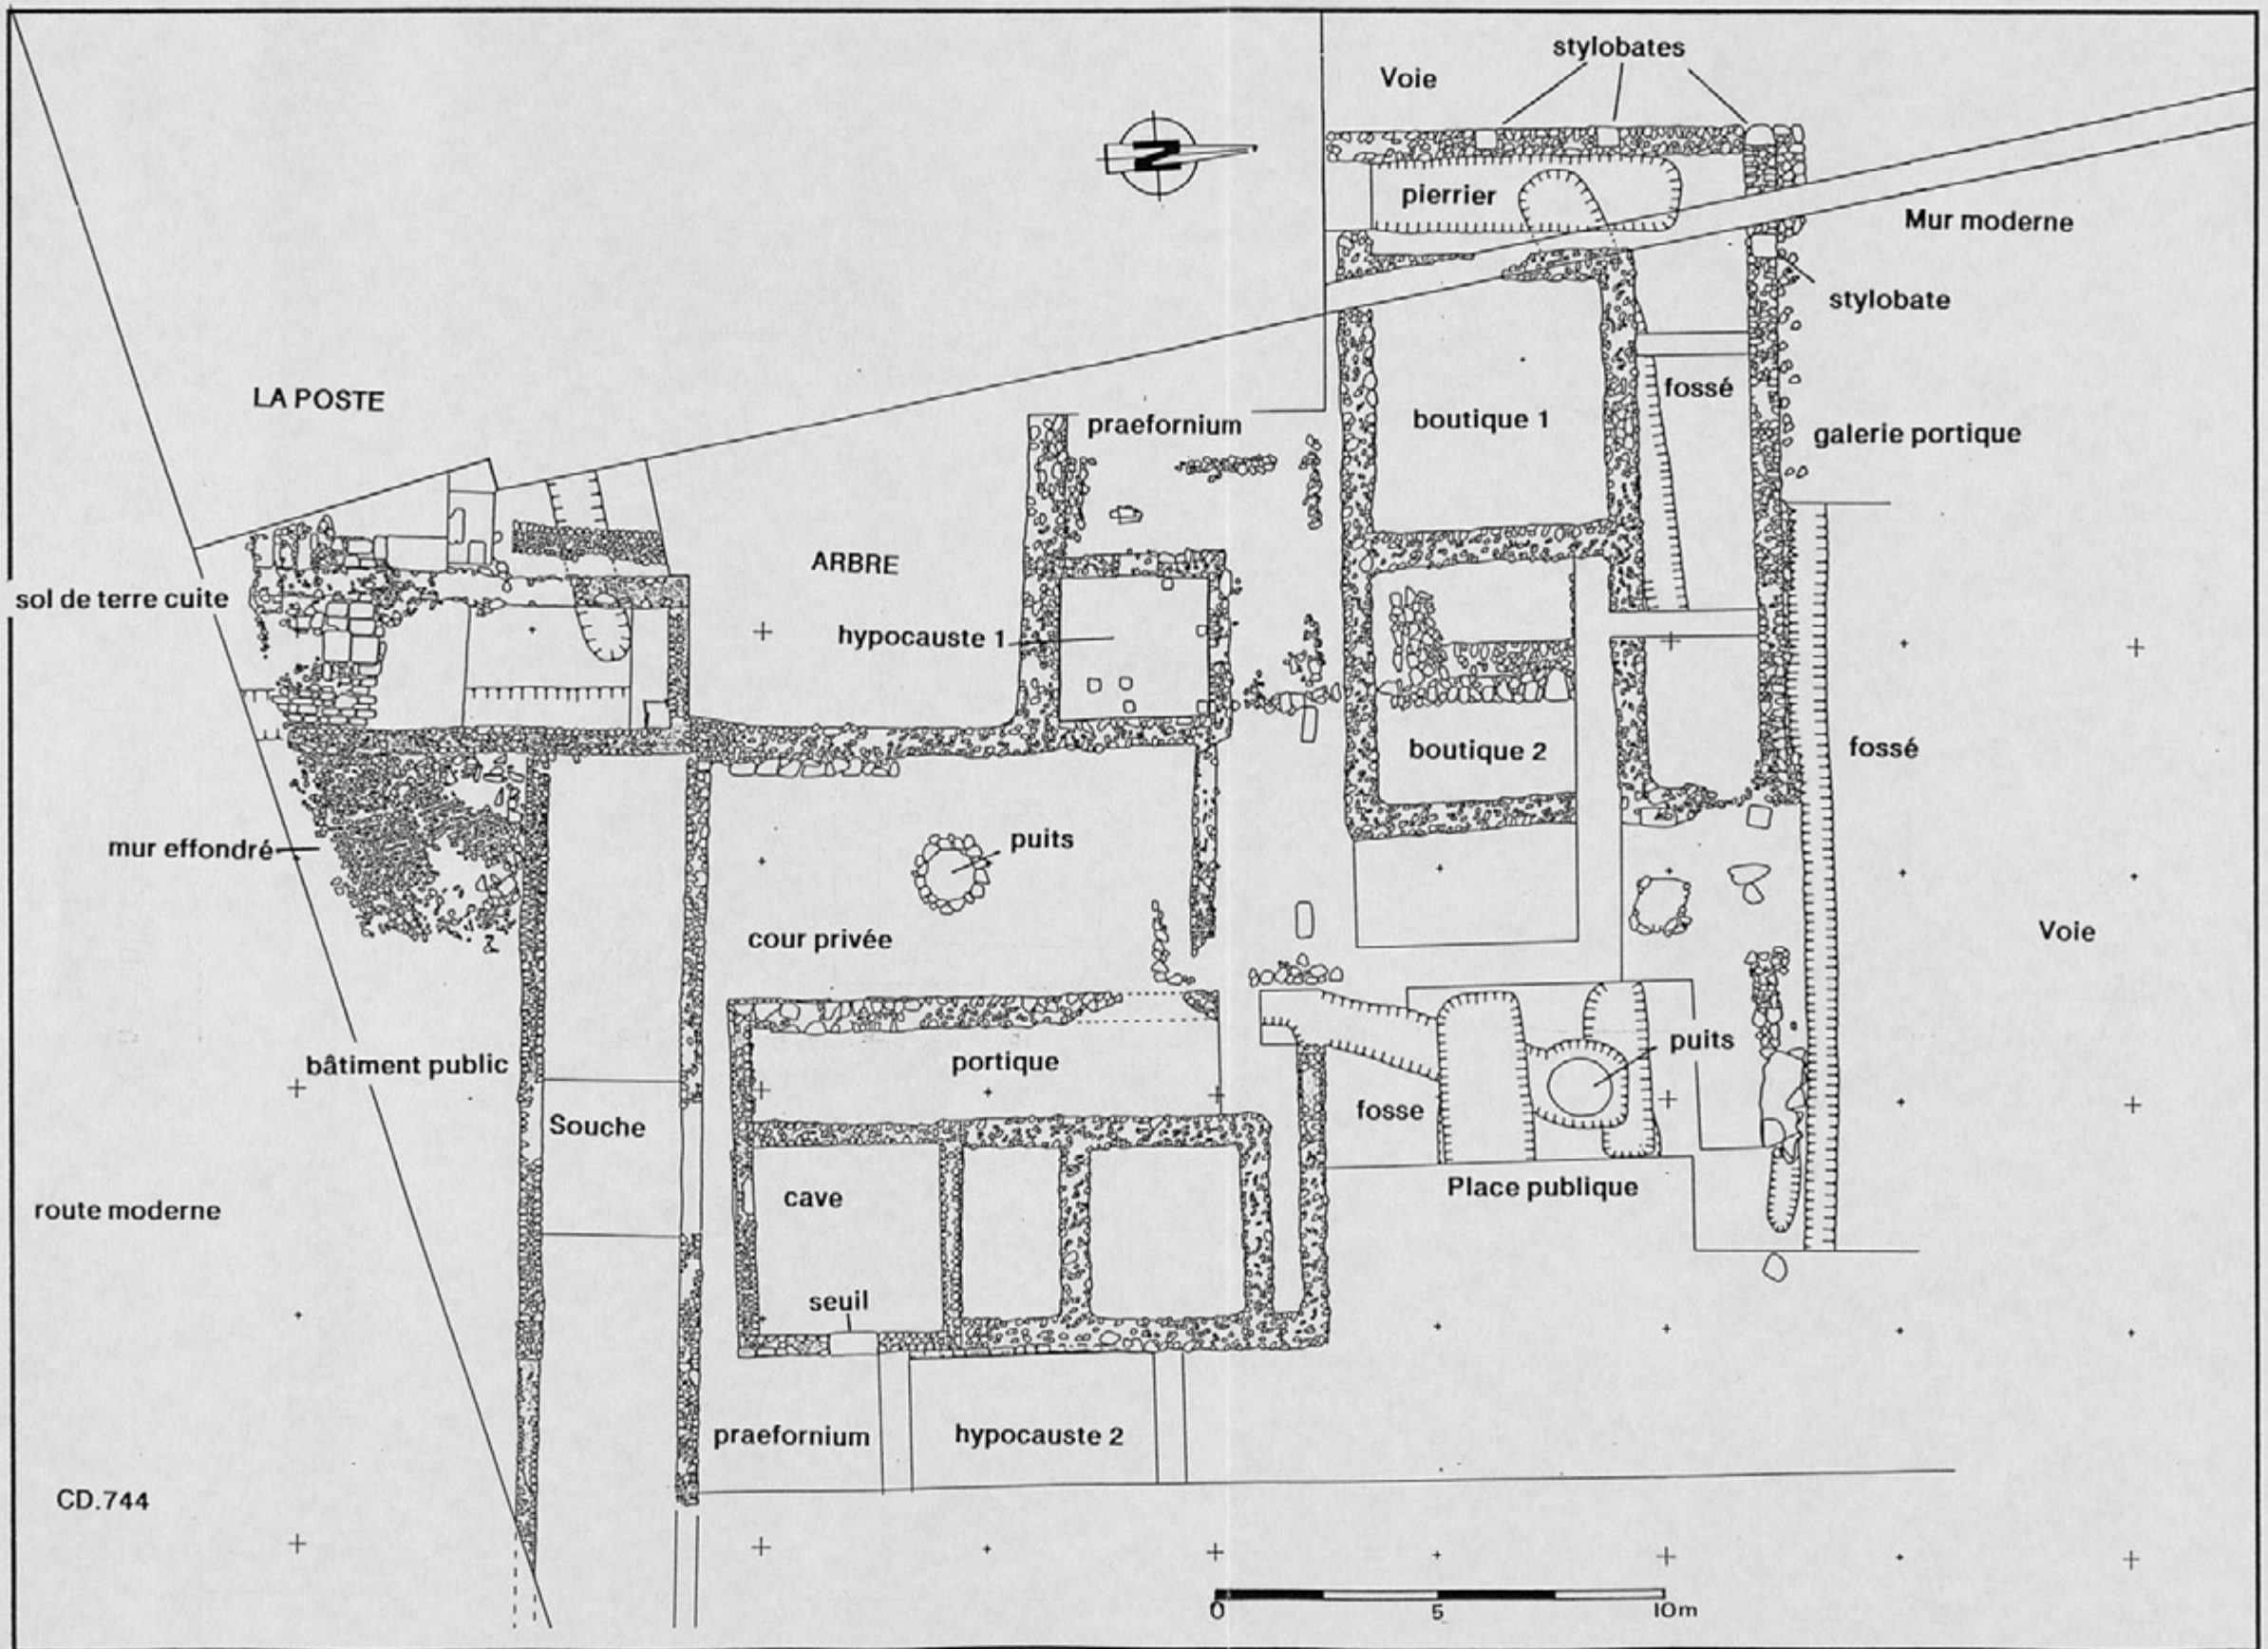 stylobates
Voie
N
pierrier
Mur moderne
stylobate
LA POSTE
fossé
praefornium
boutique 1
galerie portique
ARBRE
sol de terre cuite
hypocauste 1
boutique 2
fossé
puits
mur effondré
cour privée
Voie
puits
bâtiment public
portique
fosse
Souche
Place publique
cave
route moderne
seuil
praefornium
hypocauste 2
CD.744
0 5 10m